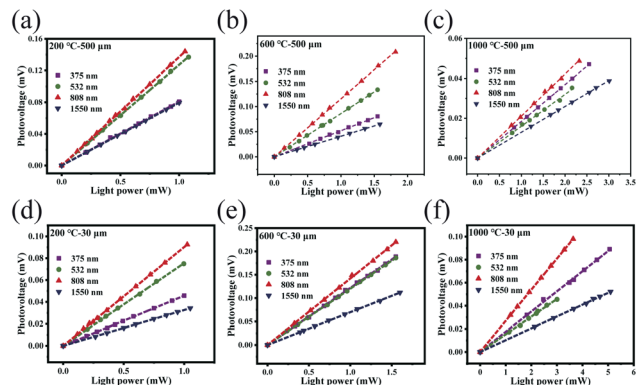 (a)
200 °C-500 μm
375 nm
532 nm
808 nm
1550 nm
Photovoltage (mV)
0.16
0.12
0.08
0.04
0.00
0.0 0.5 1.0
Light power (mW)
(b)
600 °C-500 μm
375 nm
532 nm
808 nm
1550 nm
Photovoltage (mV)
0.25
0.20
0.15
0.10
0.05
0.00
0.0 0.5 1.0 1.5 2.0
Light power (mW)
(c)
1000 °C-500 μm
375 nm
532 nm
808 nm
1550 nm
Photovoltage (mV)
0.06
0.04
0.02
0.00
0.0 0.5 1.0 1.5 2.0 2.5 3.0 3.5
Light power (mW)
(d)
200 °C-30 μm
375 nm
532 nm
808 nm
1550 nm
Photovoltage (mV)
0.10
0.08
0.06
0.04
0.02
0.00
0.0 0.5 1.0
Light power (mW)
(e)
600 °C-30 μm
375 nm
532 nm
808 nm
1550 nm
Photovoltage (mV)
0.25
0.20
0.15
0.10
0.05
0.00
0.0 0.5 1.0 1.5
Light power (mW)
(f)
1000 °C-30 μm
375 nm
532 nm
808 nm
1550 nm
Photovoltage (mV)
0.10
0.08
0.06
0.04
0.02
0.00
0 1 2 3 4 5 6
Light power (mW)